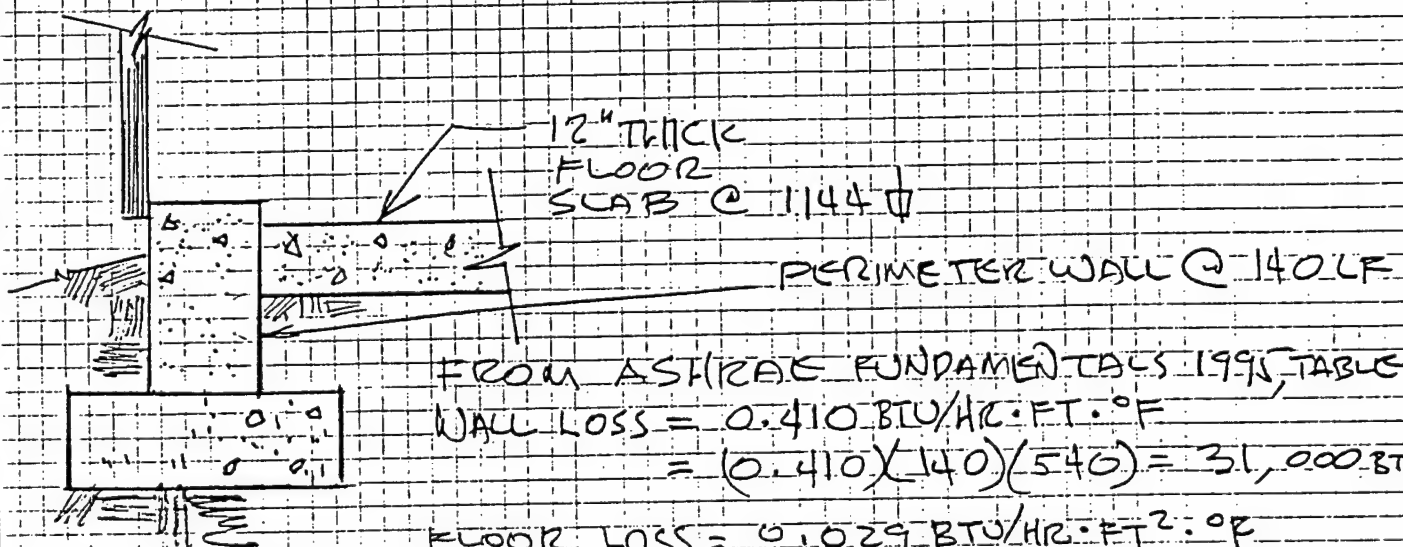 12" THICK
FLOOR
SLAB @ 1144 ⏀
PERIMETER WALL @ 140 LF
FROM ASHRAE FUNDAMENTALS 1995, TABLE
WALL LOSS = 0.410 BTU/HR·FT·°F
= (0.410)(140)(540) = 31,000 BT
FLOOR LOSS = 0.029 BTU/HR·FT²·°F